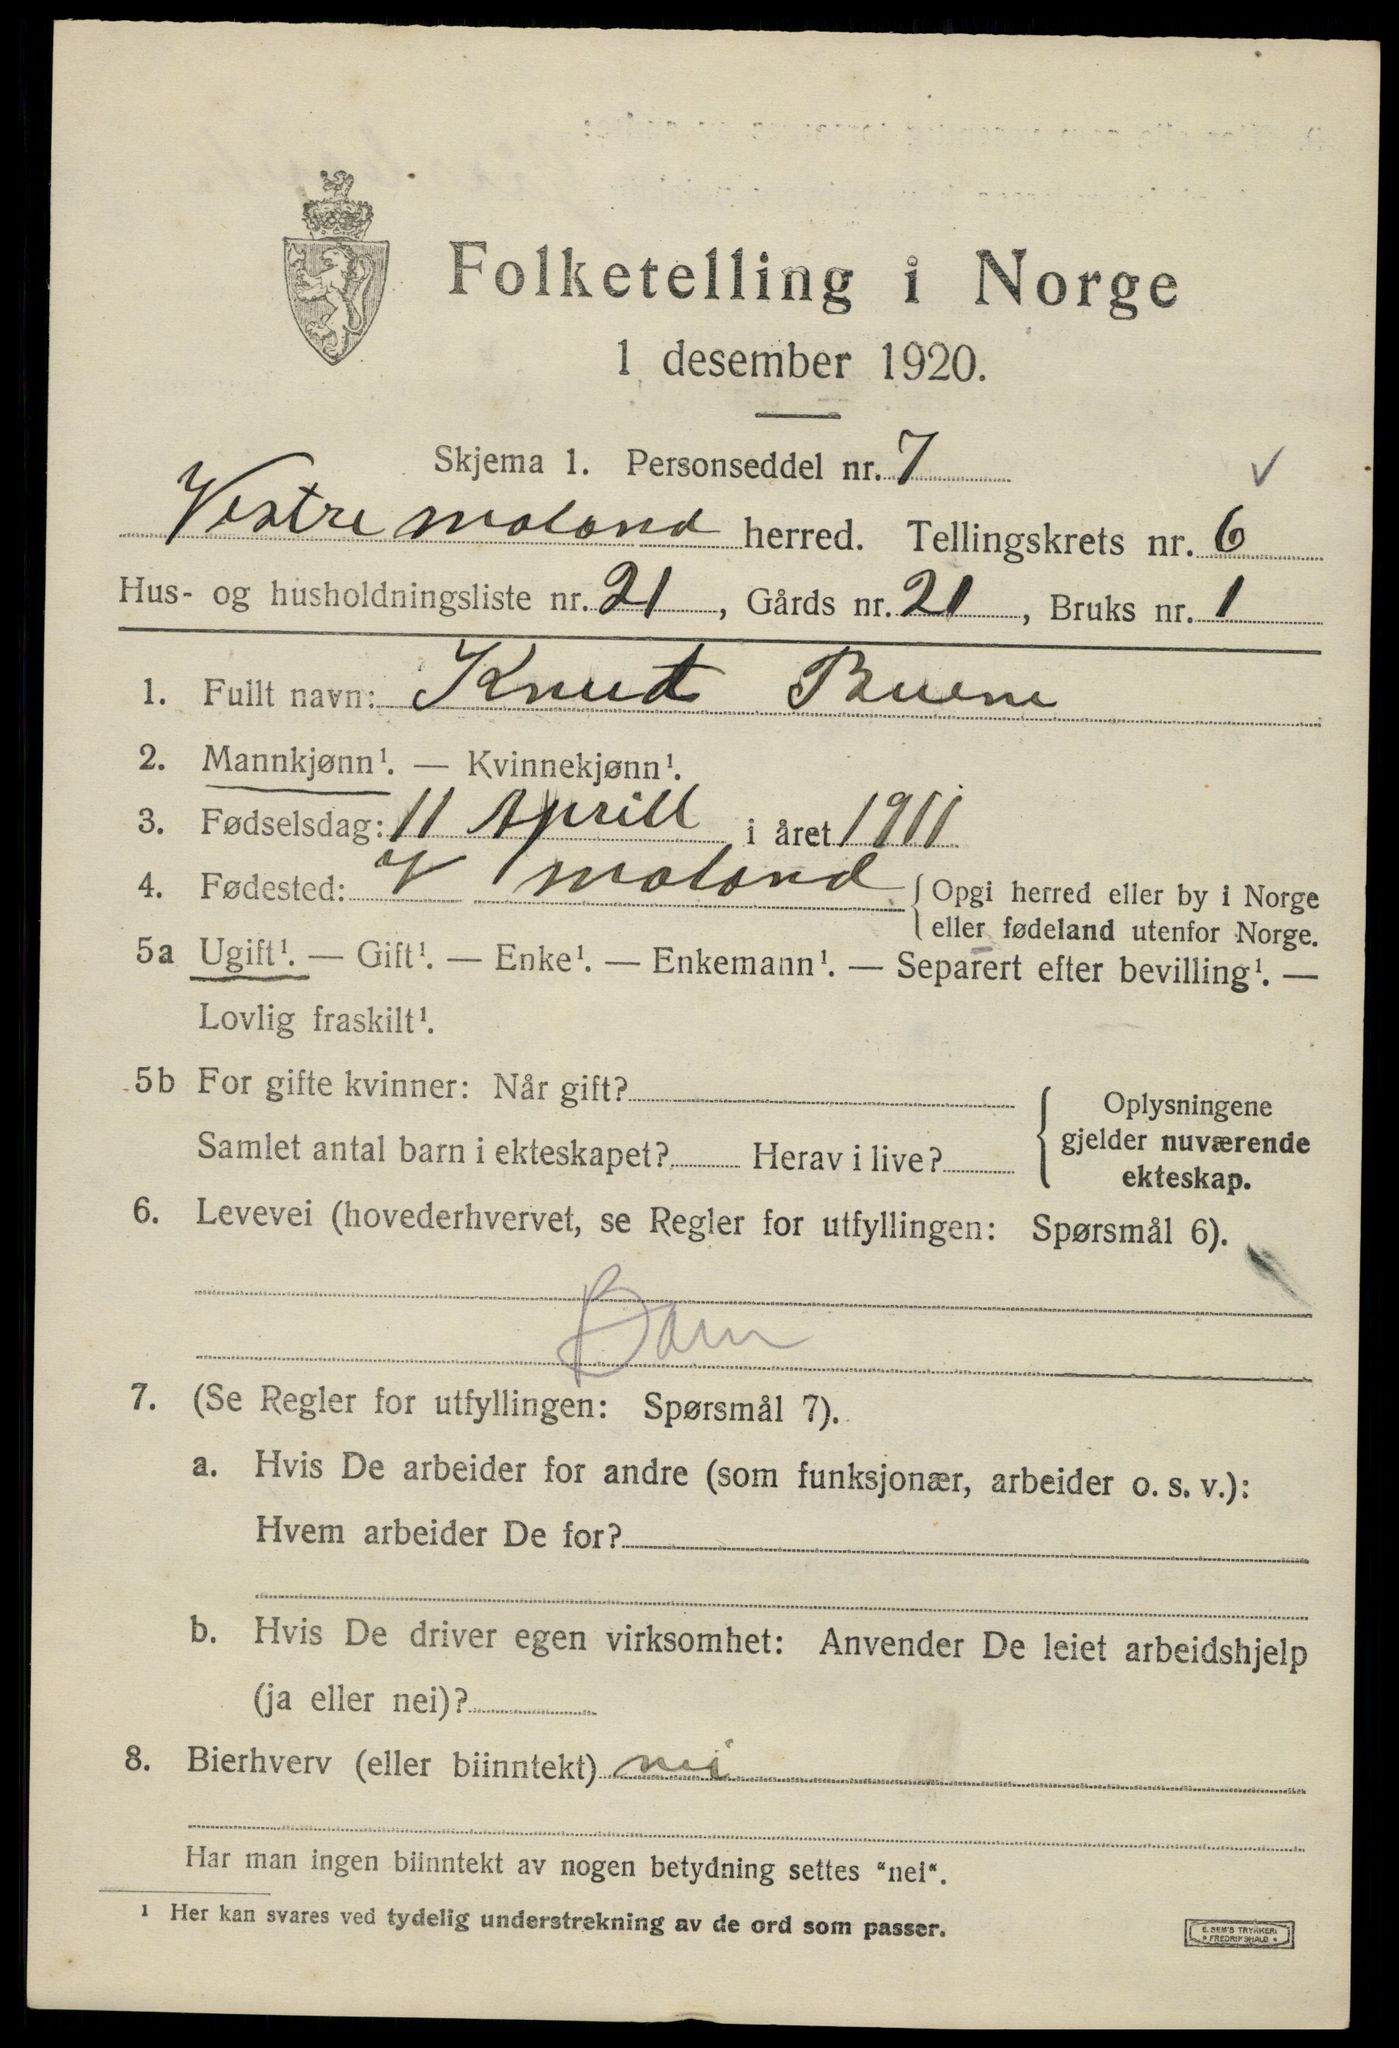 Folketelling i Norge
1 desember 1920.
Skjema 1. Personseddel nr. 7
Vestre moland herred. Tellingskrets nr. 6
Hus- og husholdningsliste nr. 21, Gårds nr. 21, Bruks nr. 1
1. Fullt navn: Knud Buene
2. Mannkjønn¹. — Kvinnekjønn¹.
3. Fødselsdag: 11 Aprill i året 1911
4. Fødested: V moland {Opgi herred eller by i Norge
eller fødeland utenfor Norge.
5a Ugift¹. — Gift¹. — Enke¹. — Enkemann¹. — Separert efter bevilling¹. —
Lovlig fraskilt¹.
5b For gifte kvinner: Når gift?
Samlet antal barn i ekteskapet? Herav i live?
Oplysningene
gjelder nuværende
ekteskap.
6. Levevei (hovederhvervet, se Regler for utfyllingen: Spørsmål 6).
Barn
7. (Se Regler for utfyllingen: Spørsmål 7).
a. Hvis De arbeider for andre (som funksjonær, arbeider o. s. v.):
Hvem arbeider De for?
b. Hvis De driver egen virksomhet: Anvender De leiet arbeidshjelp
(ja eller nei)?
8. Bierhverv (eller biinntekt) nei
Har man ingen biinntekt av nogen betydning settes "nei".
¹ Her kan svares ved tydelig understrekning av de ord som passer.
E. SEM'S TRYKKERI
* FREDRIKSHALD *